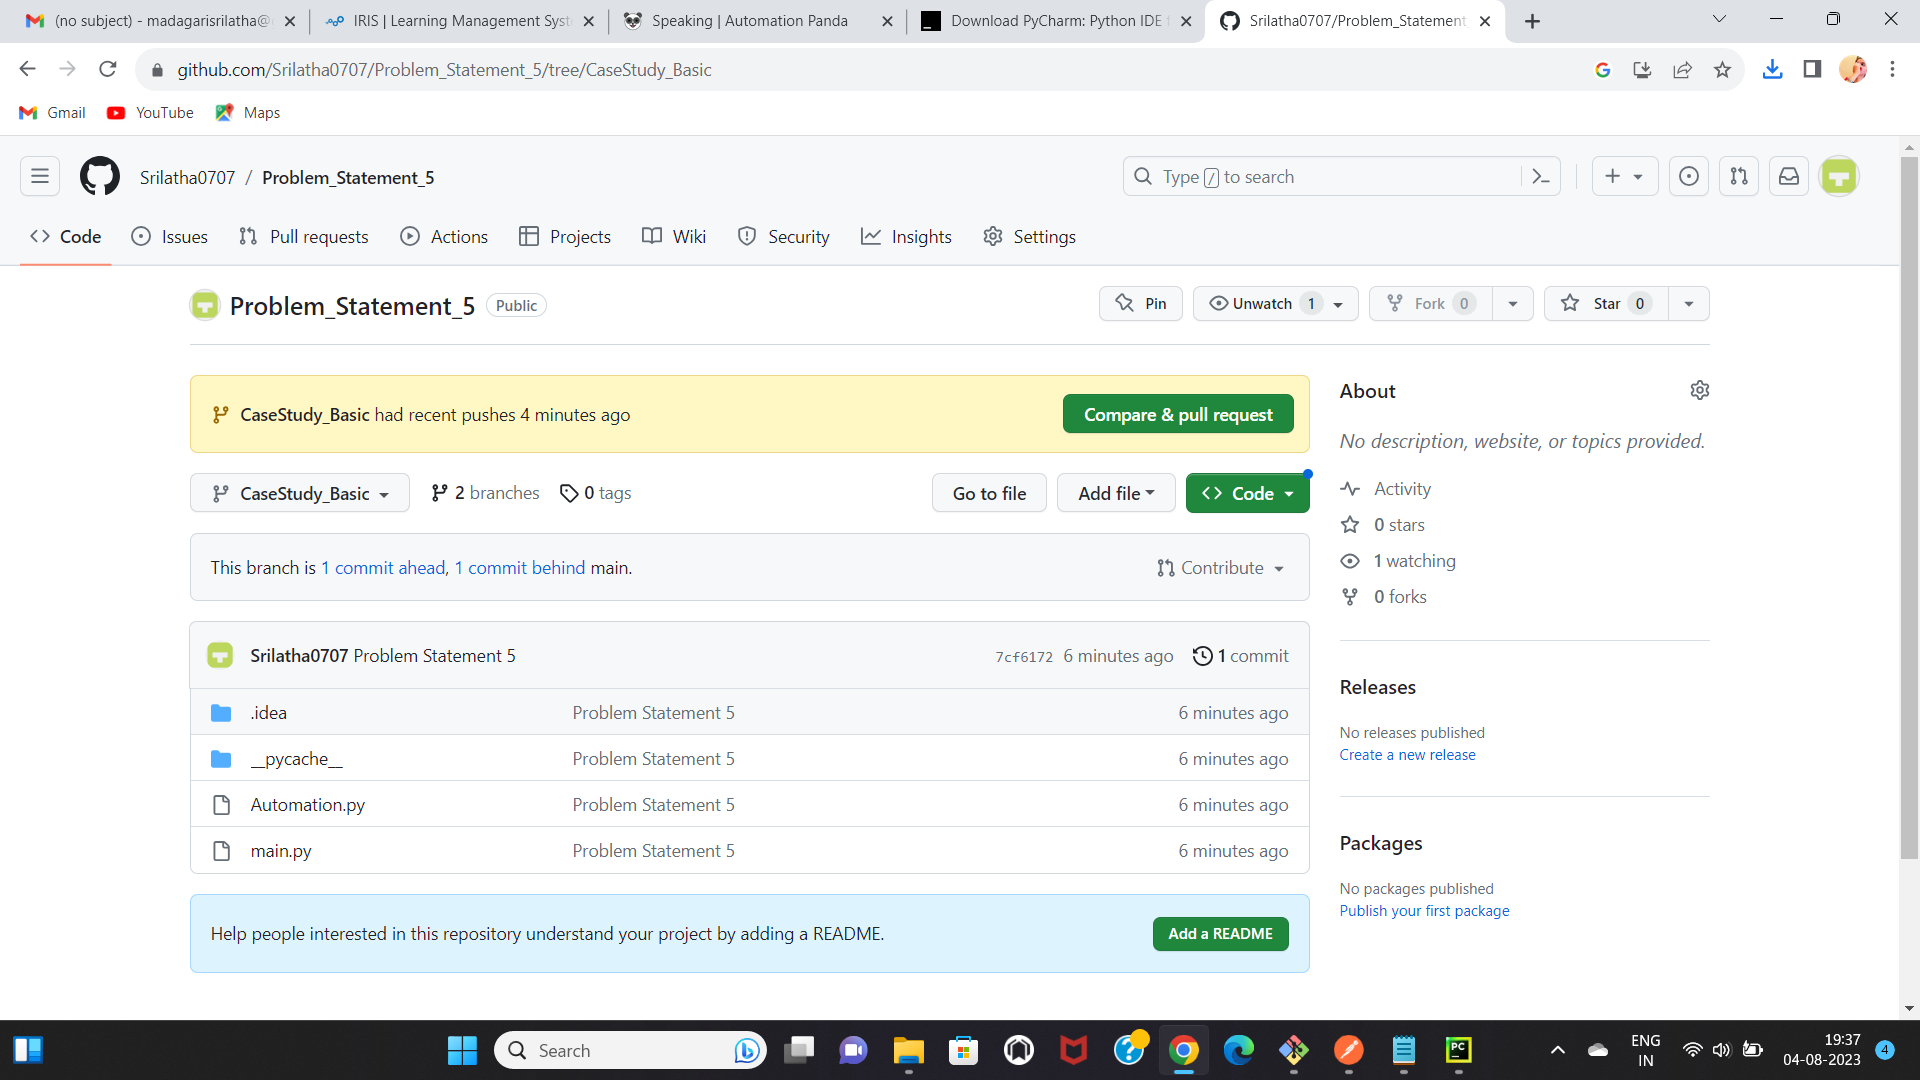 (no subject) - madagarisrilatha@
IRIS | Learning Management Syst
Speaking | Automation Panda
Download PyCharm: Python IDE f
Srilatha0707/Problem_Statement_
github.com/Srilatha0707/Problem_Statement_5/tree/CaseStudy_Basic
Gmail
YouTube
Maps
Srilatha0707 / Problem_Statement_5
Type / to search
Code
Issues
Pull requests
Actions
Projects
Wiki
Security
Insights
Settings
Problem_Statement_5
Public
Pin
Unwatch 1
Fork 0
Star 0
CaseStudy_Basic had recent pushes 4 minutes ago
Compare & pull request
CaseStudy_Basic
2 branches
0 tags
Go to file
Add file
Code
This branch is 1 commit ahead, 1 commit behind main.
Contribute
Srilatha0707 Problem Statement 5
7cf6172 6 minutes ago
1 commit
.idea Problem Statement 5 6 minutes ago
__pycache__ Problem Statement 5 6 minutes ago
Automation.py Problem Statement 5 6 minutes ago
main.py Problem Statement 5 6 minutes ago
Help people interested in this repository understand your project by adding a README.
Add a README
About
No description, website, or topics provided.
Activity
0 stars
1 watching
0 forks
Releases
No releases published
Create a new release
Packages
No packages published
Publish your first package
Search
PC
ENG
IN
19:37
04-08-2023
4